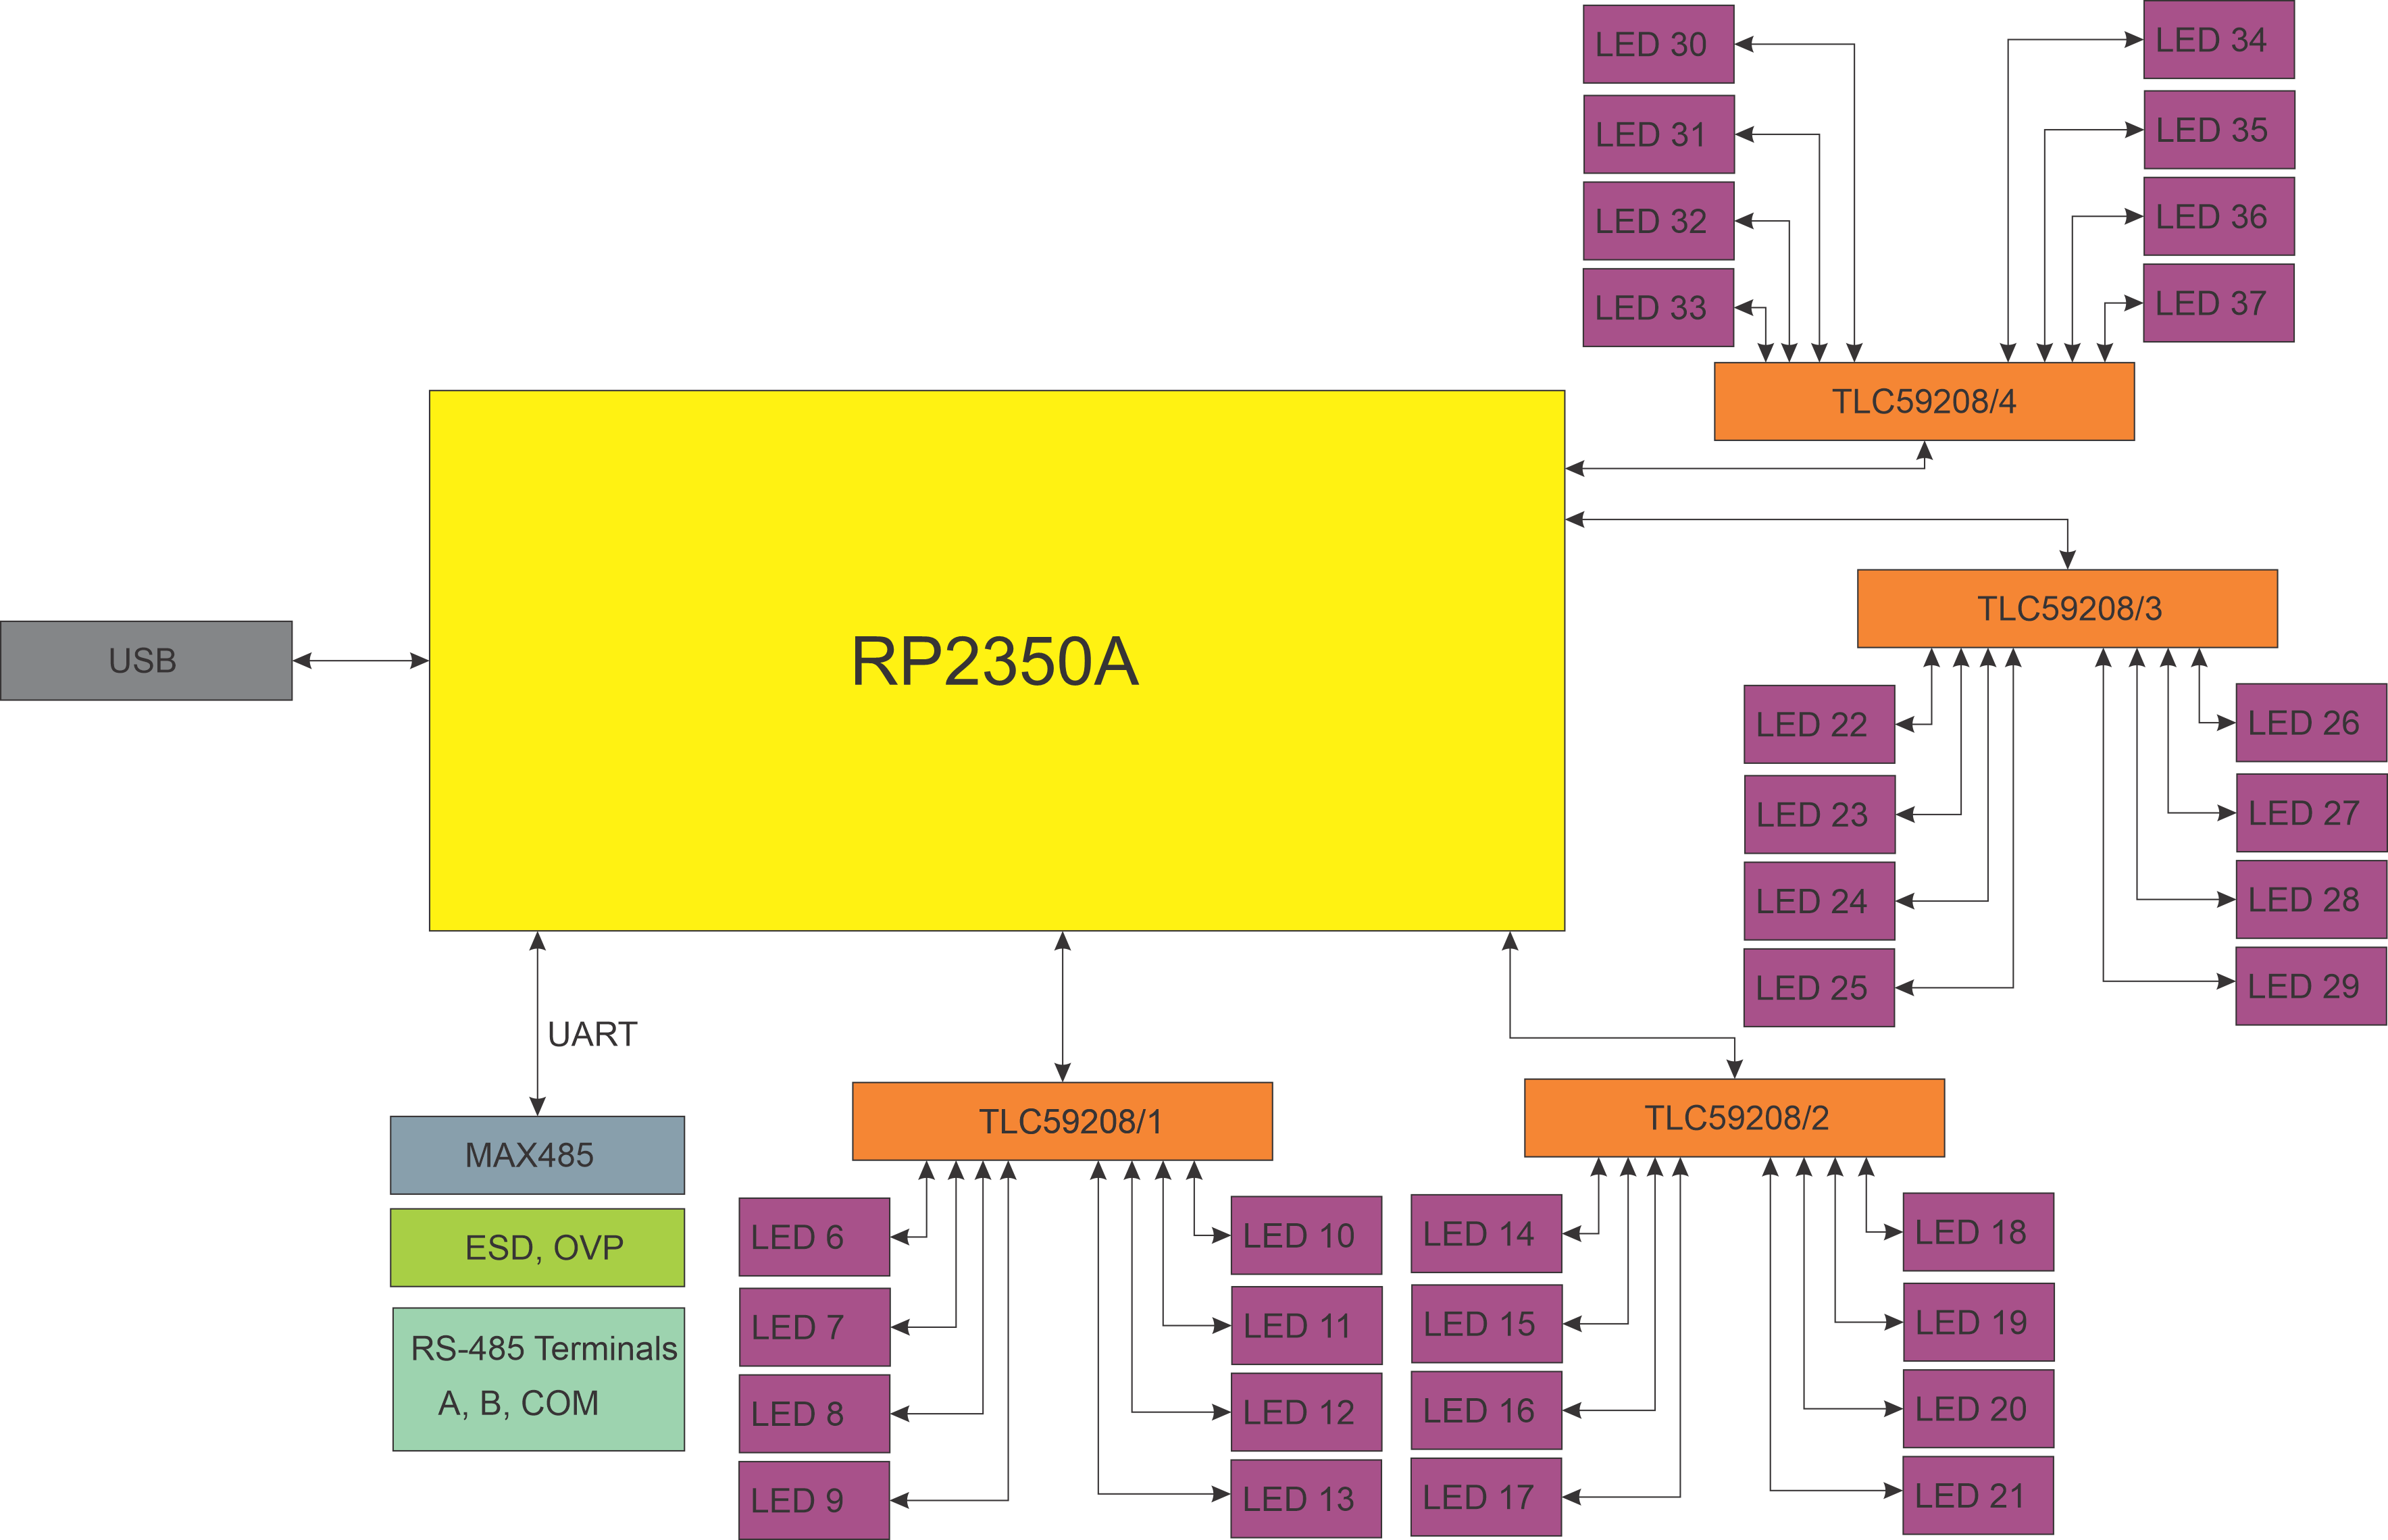 LED 30
LED 34
LED 31
LED 35
LED 32
LED 36
LED 33
LED 37
TLC59208/4
TLC59208/3
USB
RP2350A
LED 22
LED 26
LED 23
LED 27
LED 24
LED 28
LED 25
LED 29
UART
TLC59208/1
TLC59208/2
MAX485
ESD, OVP
RS-485 Terminals
A, B, COM
LED 6
LED 10
LED 7
LED 11
LED 8
LED 12
LED 9
LED 13
LED 14
LED 18
LED 15
LED 19
LED 16
LED 20
LED 17
LED 21